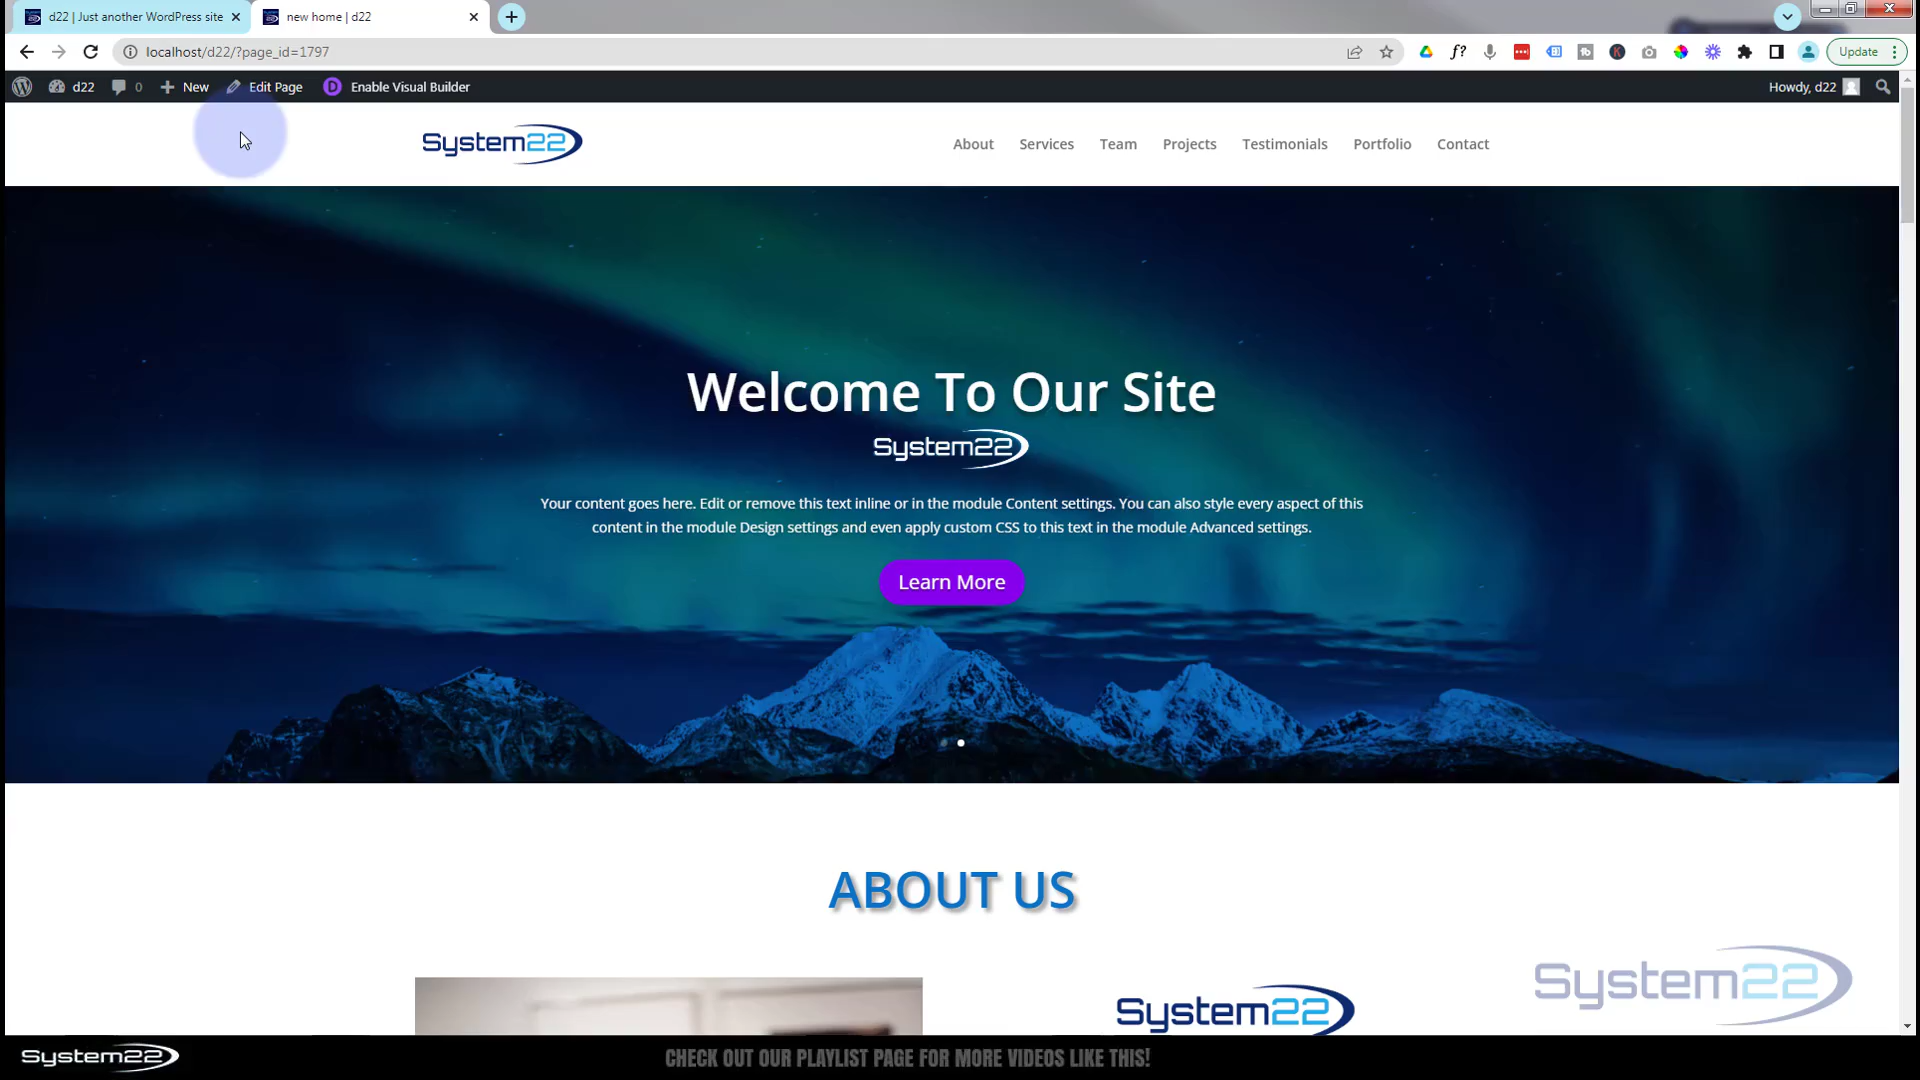 d22 | Just another WordPress site
new home | d22
localhost/d22/?page_id=1797
Update
d22
0
New
Edit Page
Enable Visual Builder
Howdy, d22
System22
About
Services
Team
Projects
Testimonials
Portfolio
Contact
Welcome To Our Site
System22
Your content goes here. Edit or remove this text inline or in the module Content settings. You can also style every aspect of this
content in the module Design settings and even apply custom CSS to this text in the module Advanced settings.
Learn More
ABOUT US
System22
System22
System22
CHECK OUT OUR PLAYLIST PAGE FOR MORE VIDEOS LIKE THIS!